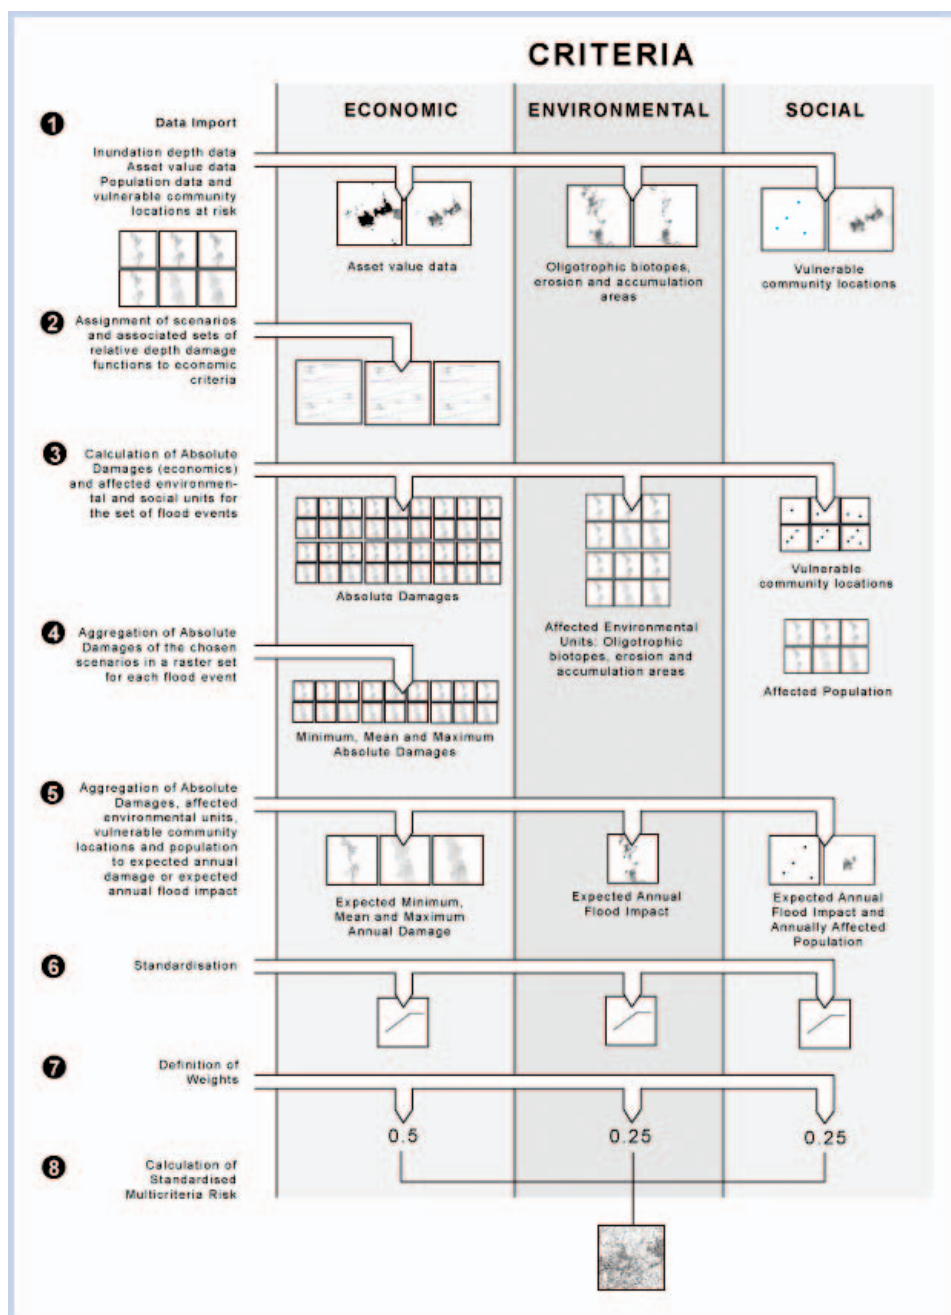 CRITERIA
ECONOMIC
ENVIRONMENTAL
SOCIAL
1
Data Import
Inundation depth data
Asset value data
Population data and
vulnerable community
locations at risk
Asset value data
Oligotrophic biotopes,
erosion and accumulation
areas
Vulnerable
community locations
2
Assignment of scenarios
and associated sets of
relative depth damage
functions to economic
criteria
3
Calculation of Absolute
Damages (economics)
and affected environmen-
tal and social units for
the set of flood events
Absolute Damages
Affected Environmental
Units: Oligotrophic
biotopes, erosion and
accumulation areas
Vulnerable
community locations
Affected Population
4
Aggregation of Absolute
Damages of the chosen
scenarios in a raster set
for each flood event
Minimum, Mean and Maximum
Absolute Damages
5
Aggregation of Absolute
Damages, affected
environmental units,
vulnerable community
locations and population
to expected annual
damage or expected
annual flood impact
Expected Minimum,
Mean and Maximum
Annual Damage
Expected Annual
Flood Impact
Expected Annual
Flood Impact and
Annually Affected
Population
6
Standardisation
7
Definition of
Weights
0.5
0.25
0.25
8
Calculation of
Standardised
Multicriteria Risk